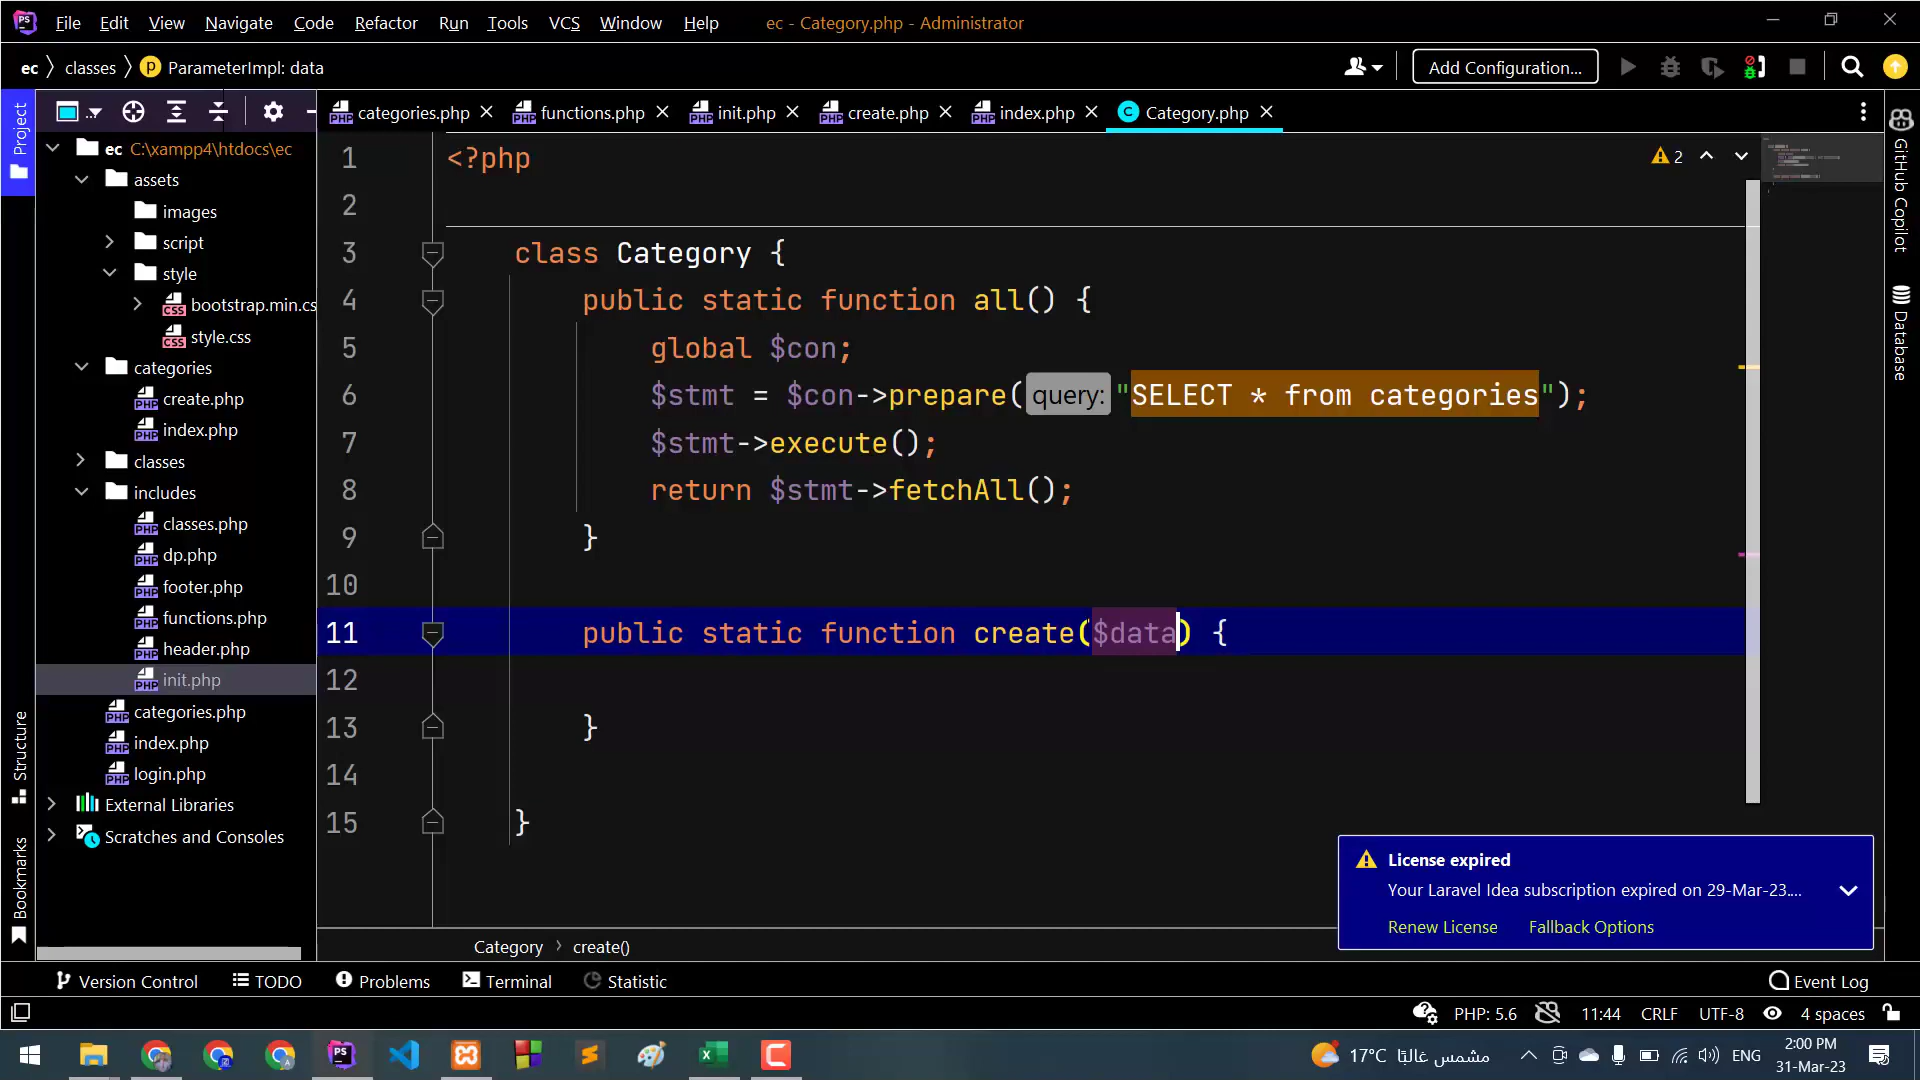 File Edit View Navigate Code Refactor Run Tools VCS Window Help ec - Category.php - Administrator
ec classes ParameterImpl: data Add Configuration...
categories.php functions.php init.php create.php index.php Category.php
Project
ec C:\xampp4\htdocs\ec
assets
images
script
style
bootstrap.min.cs
style.css
categories
create.php
index.php
classes
includes
classes.php
dp.php
footer.php
functions.php
header.php
init.php
categories.php
index.php
login.php
External Libraries
Scratches and Consoles
Structure
Bookmarks
1 <?php
2
3 class Category {
4 public static function all() {
5 global $con;
6 $stmt = $con->prepare( query: "SELECT * from categories");
7 $stmt->execute();
8 return $stmt->fetchAll();
9 }
10
11 public static function create($data) {
12
13 }
14
15 }
2
GitHub Copilot
Database
License expired
Your Laravel Idea subscription expired on 29-Mar-23....
Renew License Fallback Options
Category create()
Version Control TODO Problems Terminal Statistic Event Log
PHP: 5.6 11:44 CRLF UTF-8 4 spaces
17°C مشمس غالبًا ENG 2:00 PM
31-Mar-23